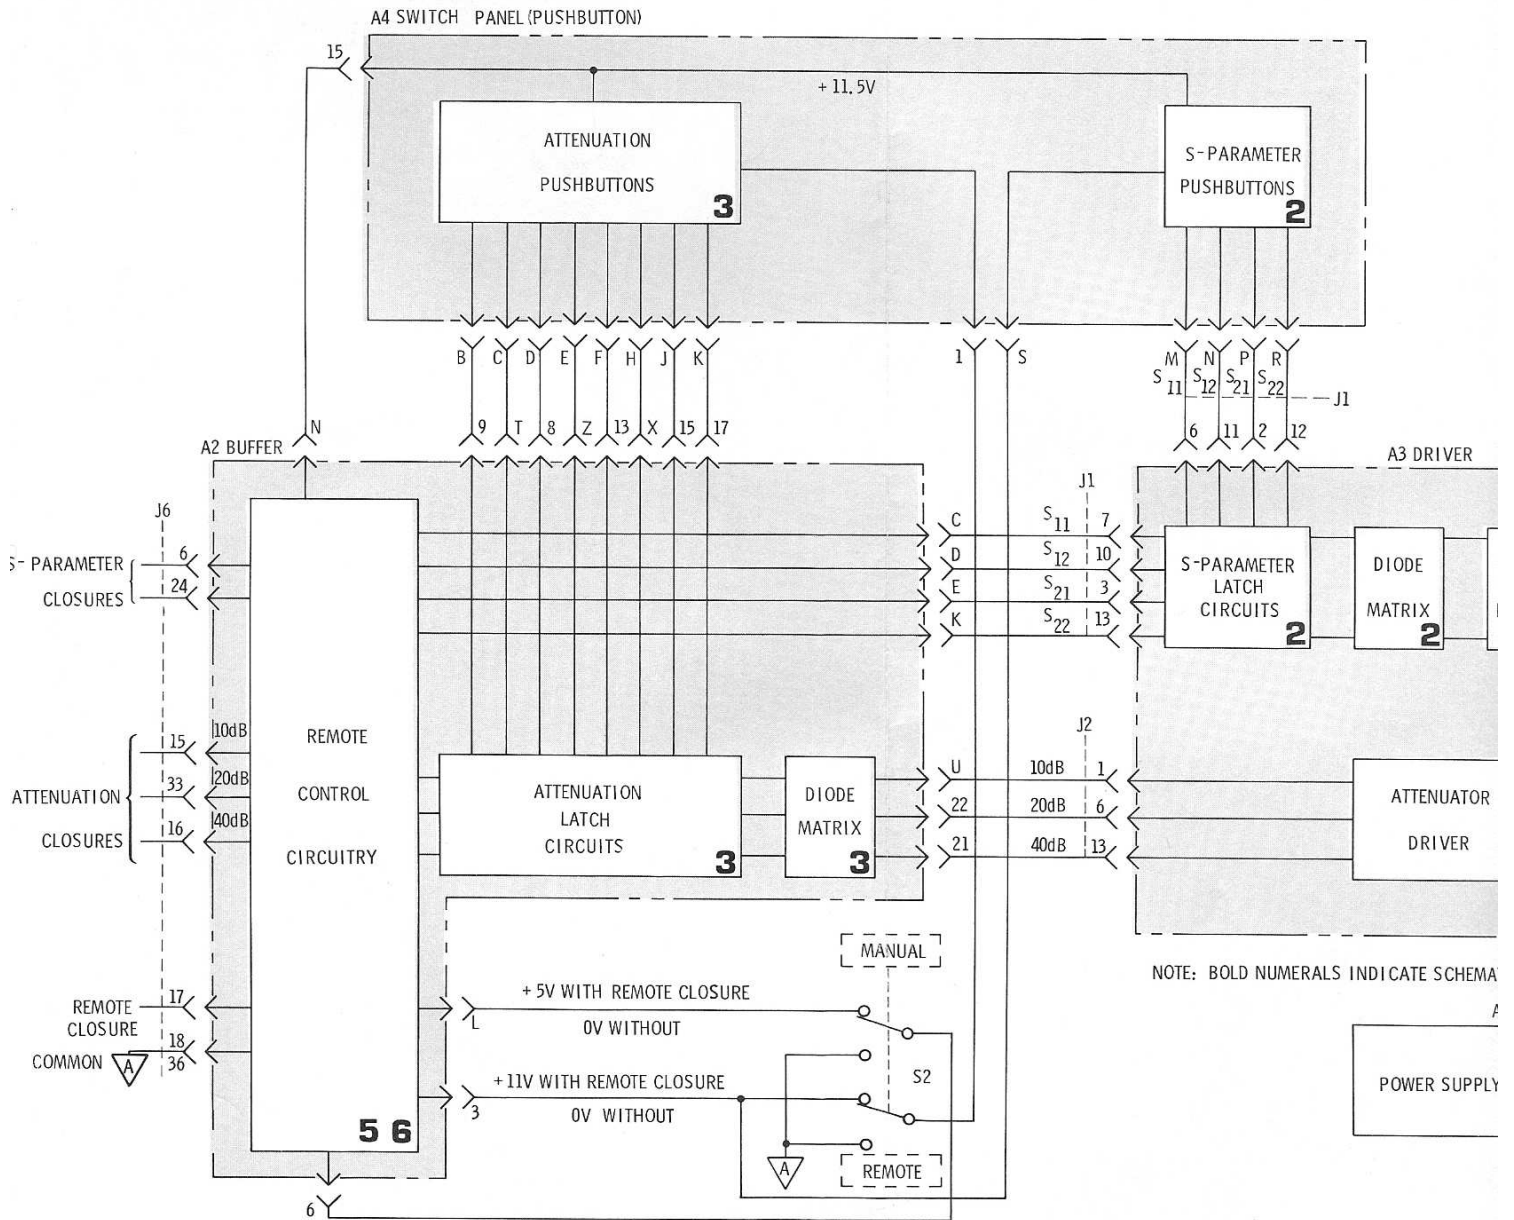 A4 SWITCH PANEL (PUSHBUTTON)
15
+ 11.5V
ATTENUATION
PUSHBUTTONS
3
S-PARAMETER
PUSHBUTTONS
2
B C D E F H J K
1 S
M N P R
S11 S12 S21 S22
J1
N
9 T 8 Z 13 X 15 17
6 11 2 12
A2 BUFFER
A3 DRIVER
J6
J1
C S11 7
D S12 10
E S21 3
K S22 13
S- PARAMETER
CLOSURES
6
24
S-PARAMETER
LATCH
CIRCUITS
2
DIODE
MATRIX
2
J2
15 10dB
33 20dB
16 40dB
ATTENUATION
CLOSURES
REMOTE
CONTROL
CIRCUITRY
ATTENUATION
LATCH
CIRCUITS
3
DIODE
MATRIX
3
U 10dB 1
22 20dB 6
21 40dB 13
ATTENUATOR
DRIVER
MANUAL
NOTE: BOLD NUMERALS INDICATE SCHEMA
REMOTE
CLOSURE
17
COMMON
A
18
36
+ 5V WITH REMOTE CLOSURE
0V WITHOUT
L
S2
+11V WITH REMOTE CLOSURE
0V WITHOUT
3
5 6
A
REMOTE
POWER SUPPLY
6